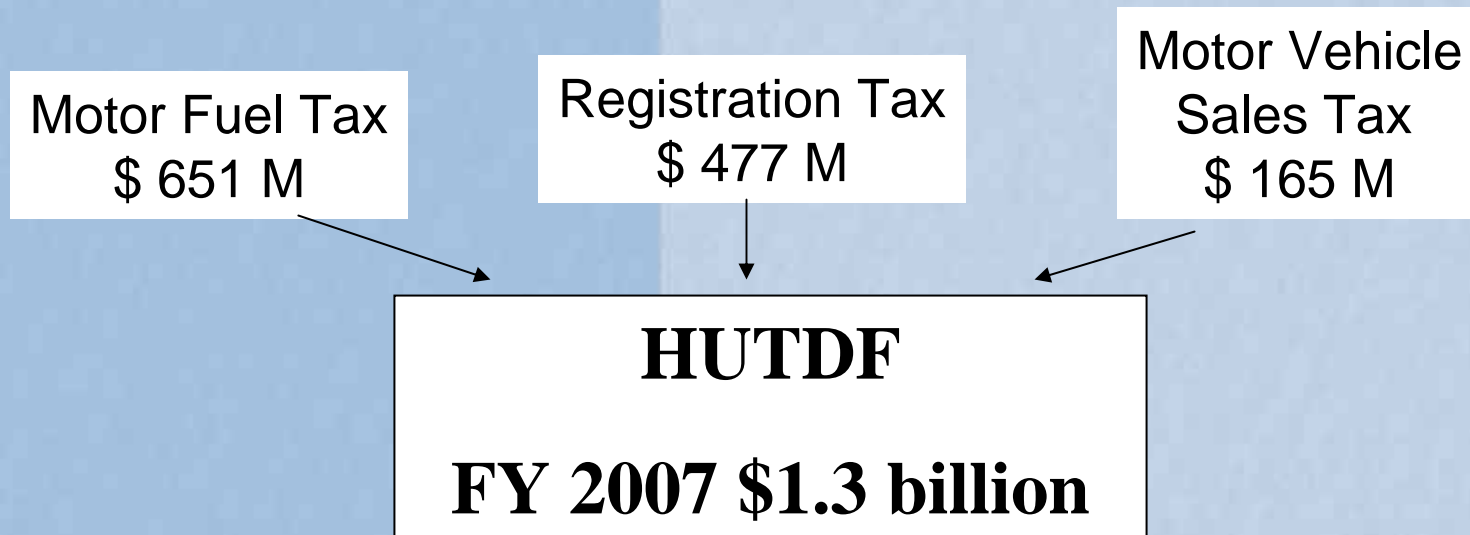 Motor Fuel Tax
$ 651 M
Registration Tax
$ 477 M
Motor Vehicle
Sales Tax
$ 165 M
HUTDF
FY 2007 $1.3 billion